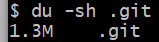 $ du -sh .git
1.3M    .git